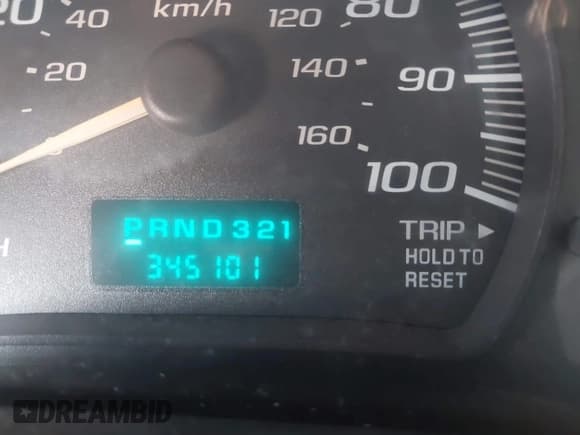 20 40 km/h 120 80
20 140 90
160 100
PRND321 TRIP ▶
H 345101 HOLD TO
RESET
DREAMBID